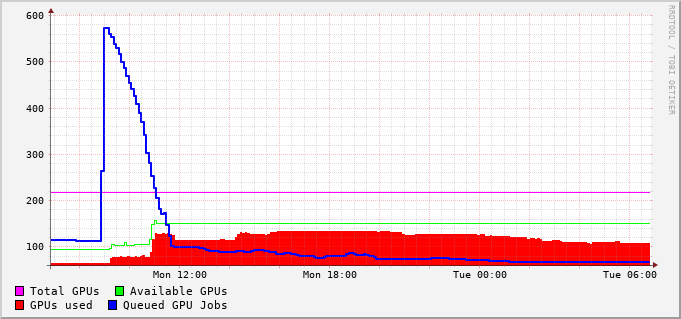 600
500
400
300
200
100
Mon 12:00 Mon 18:00 Tue 00:00 Tue 06:00
Total GPUs Available GPUs
GPUs used Queued GPU Jobs
RRDTOOL / TOBI OETIKER